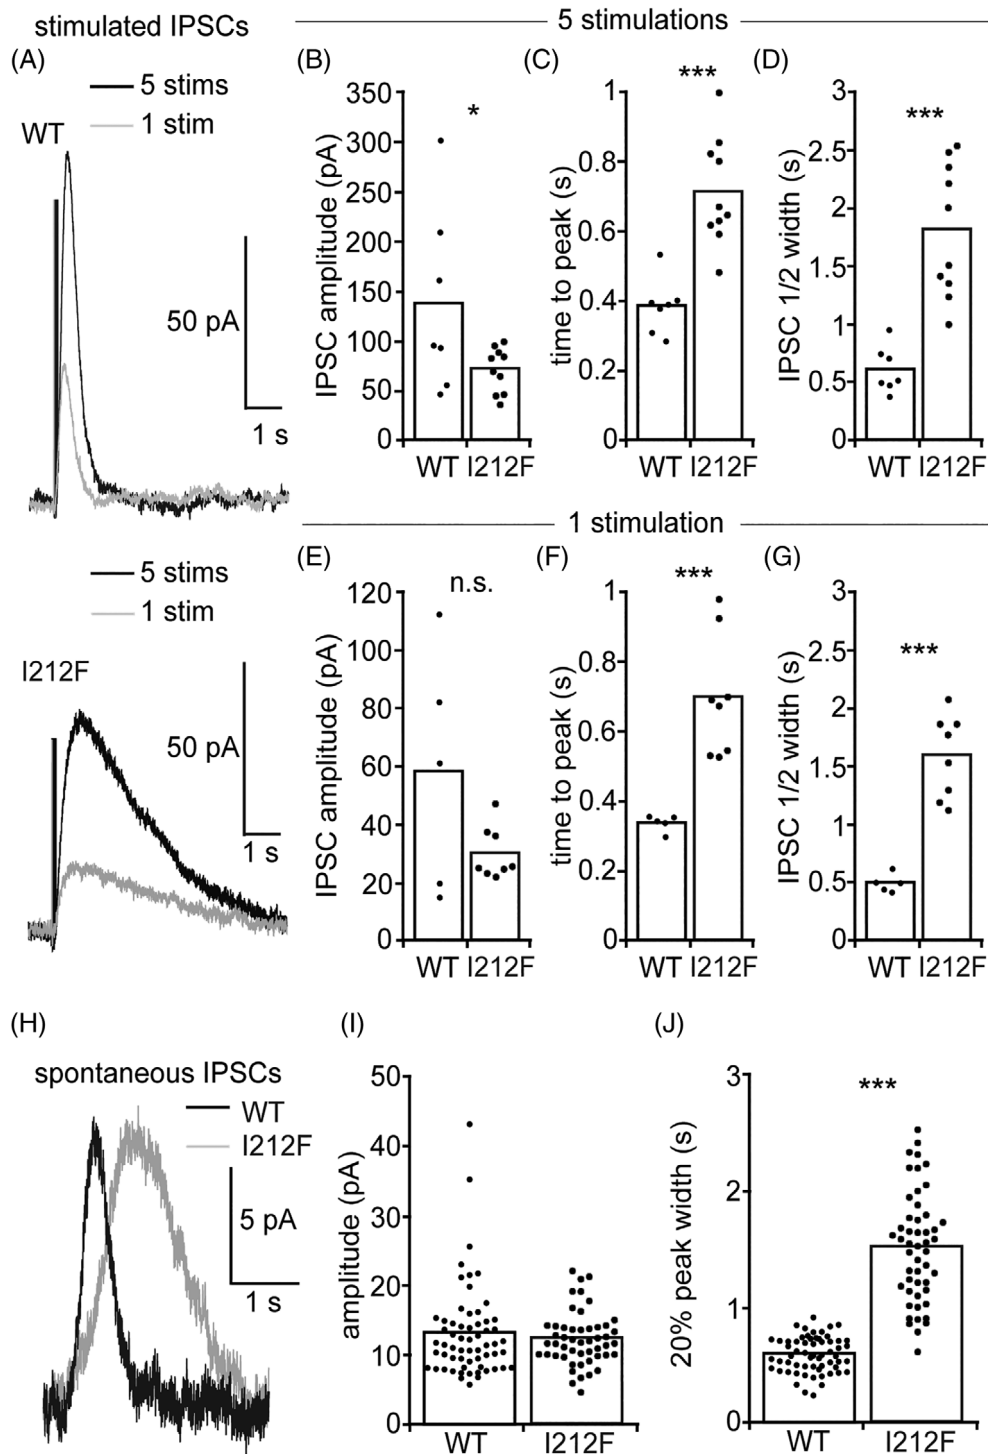 stimulated IPSCs
5 stimulations
(A)
5 stims
1 stim
WT
50 pA
1 s
(B)
*
IPSC amplitude (pA)
350
300
250
200
150
100
50
0
WT I212F
(C)
***
time to peak (s)
1
0.8
0.6
0.4
0.2
0
WT I212F
(D)
***
IPSC 1/2 width (s)
3
2.5
2
1.5
1
0.5
0
WT I212F
1 stimulation
5 stims
1 stim
I212F
50 pA
1 s
(E)
n.s.
IPSC amplitude (pA)
120
100
80
60
40
20
0
WT I212F
(F)
***
time to peak (s)
1
0.8
0.6
0.4
0.2
0
WT I212F
(G)
***
IPSC 1/2 width (s)
3
2.5
2
1.5
1
0.5
0
WT I212F
(H)
spontaneous IPSCs
WT
I212F
5 pA
1 s
(I)
amplitude (pA)
50
40
30
20
10
0
WT I212F
(J)
***
20% peak width (s)
3
2
1
0
WT I212F